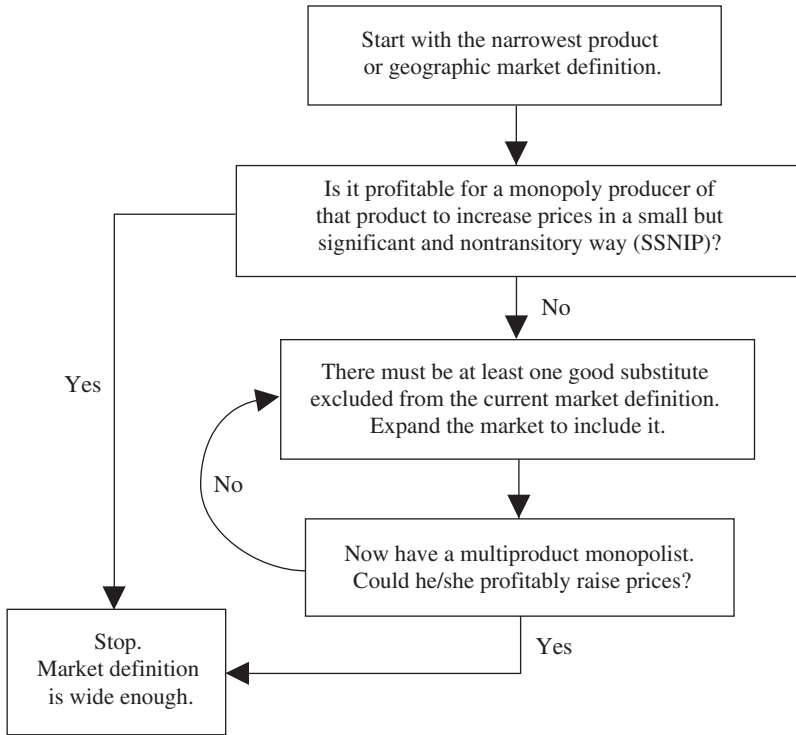 Start with the narrowest product
or geographic market definition.
Is it profitable for a monopoly producer of
that product to increase prices in a small but
significant and nontransitory way (SSNIP)?
No
Yes
There must be at least one good substitute
excluded from the current market definition.
Expand the market to include it.
No
Now have a multiproduct monopolist.
Could he/she profitably raise prices?
Yes
Stop.
Market definition
is wide enough.